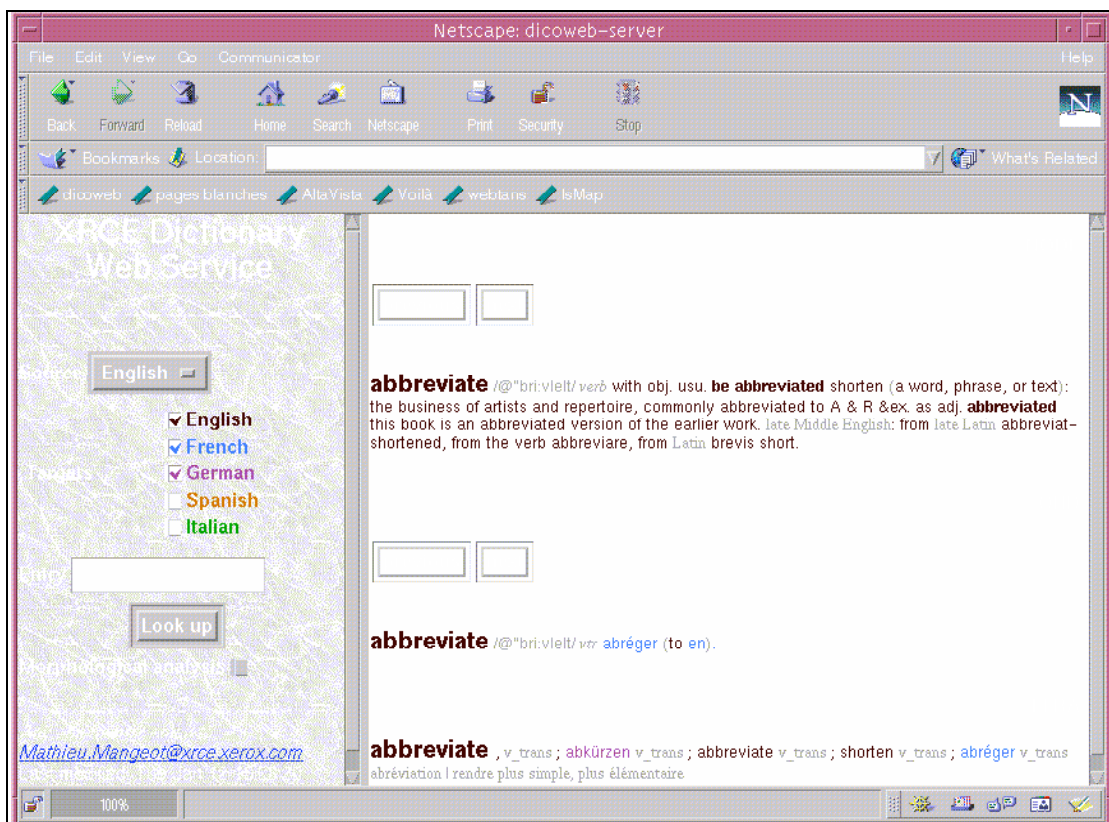 Netscape: dicoweb-server
File Edit View Go Communicator Help
Back Forward Reload Home Search Netscape Print Security Stop
N
Bookmarks Location: What's Related
dicoweb pages blanches AltaVista Voilà webtans IsMap
XRCE Dictionary
Web Service
Source English
English
French
Target German
Spanish
Italian
Look up
Morphological analysis
Mathieu.Mangeot@xrce.xerox.com
abbreviate /@"bri:vIeIt/ verb with obj. usu. be abbreviated shorten (a word, phrase, or text):
the business of artists and repertoire, commonly abbreviated to A & R &ex. as adj. abbreviated
this book is an abbreviated version of the earlier work. late Middle English: from late Latin abbreviat-
shortened, from the verb abbreviare, from Latin brevis short.
abbreviate /@"bri:vIeIt/ vtr abréger (to en).
abbreviate , v_trans ; abkürzen v_trans ; abbreviate v_trans ; shorten v_trans ; abréger v_trans
abréviation | rendre plus simple, plus élémentaire
100%